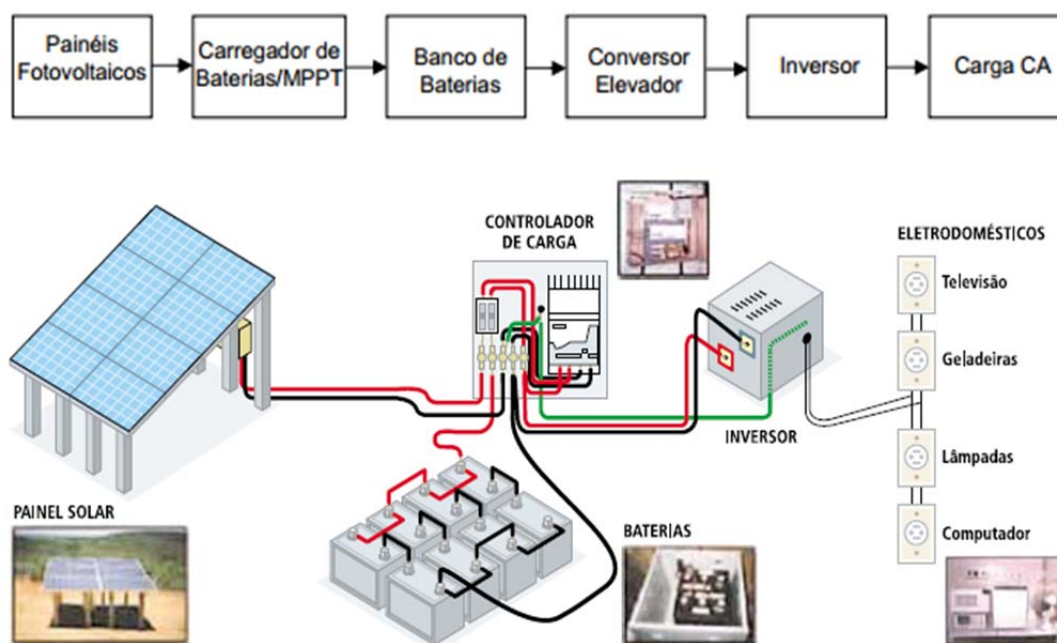 Painéis
Fotovoltaicos
Carregador de
Baterias/MPPT
Banco de
Baterias
Conversor
Elevador
Inversor
Carga CA
CONTROLADOR
DE CARGA
ELETRODOMÉSTICOS
Televisão
Geladeiras
INVERSOR
Lâmpadas
PAINEL SOLAR
BATERIAS
Computador